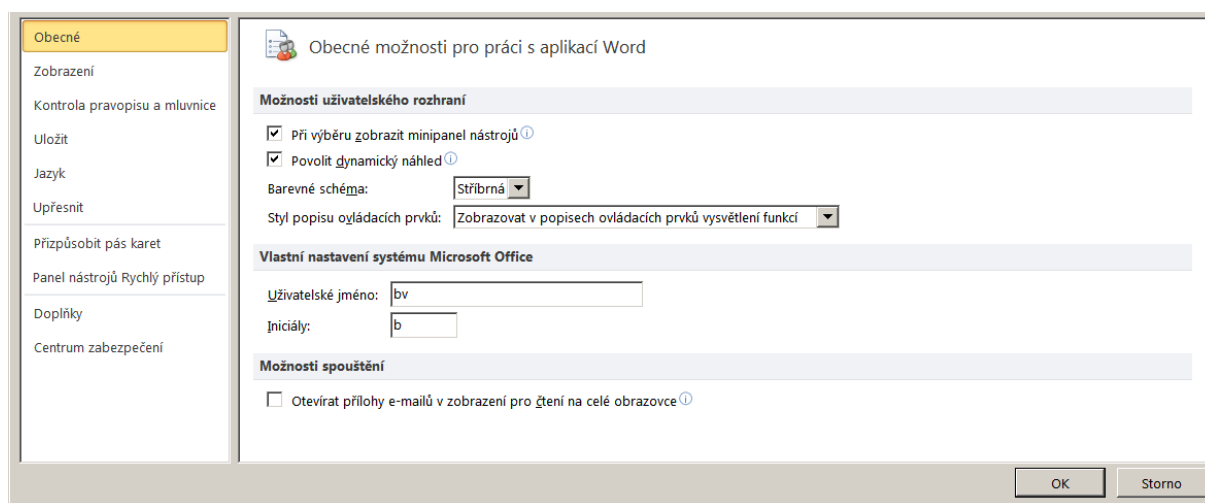 Obecné
Zobrazení
Kontrola pravopisu a mluvnice
Uložit
Jazyk
Upřesnit
Přizpůsobit pás karet
Panel nástrojů Rychlý přístup
Doplňky
Centrum zabezpečení
Obecné možnosti pro práci s aplikací Word
Možnosti uživatelského rozhraní
Při výběru zobrazit minipanel nástrojů
Povolit dynamický náhled
Barevné schéma: Stříbrná
Styl popisu ovládacích prvků: Zobrazovat v popisech ovládacích prvků vysvětlení funkcí
Vlastní nastavení systému Microsoft Office
Uživatelské jméno: bv
Iniciály: b
Možnosti spouštění
Otevírat přílohy e-mailů v zobrazení pro čtení na celé obrazovce
OK Storno